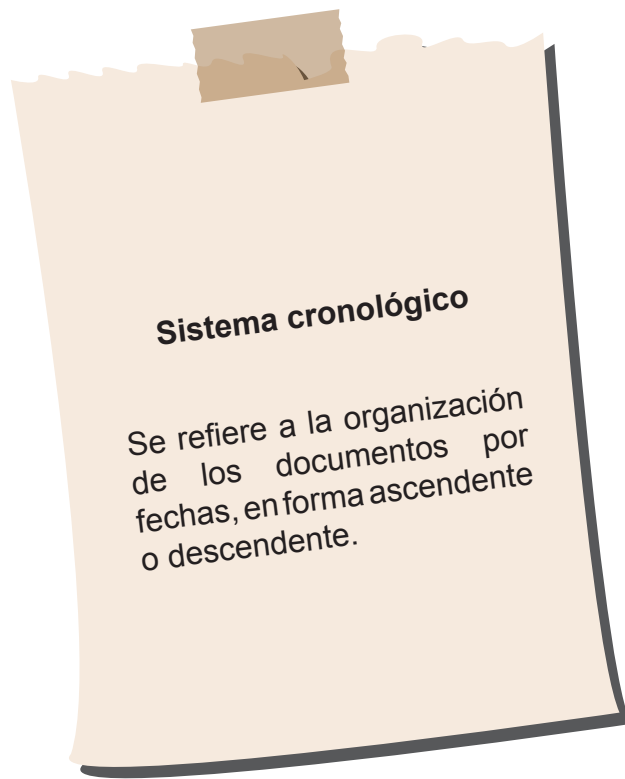 Sistema cronológico
Se refiere a la organización
de los documentos por
fechas, en forma ascendente
o descendente.